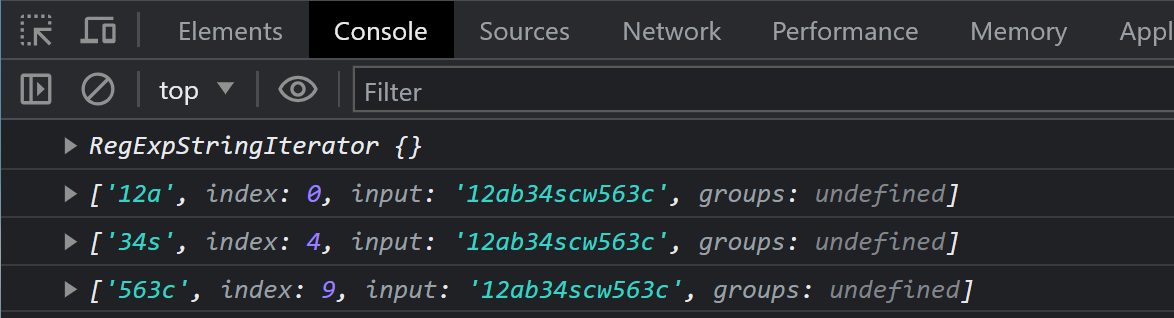 Elements Console Sources Network Performance Memory Appl
top Filter
RegExpStringIterator {}
['12a', index: 0, input: '12ab34scw563c', groups: undefined]
['34s', index: 4, input: '12ab34scw563c', groups: undefined]
['563c', index: 9, input: '12ab34scw563c', groups: undefined]